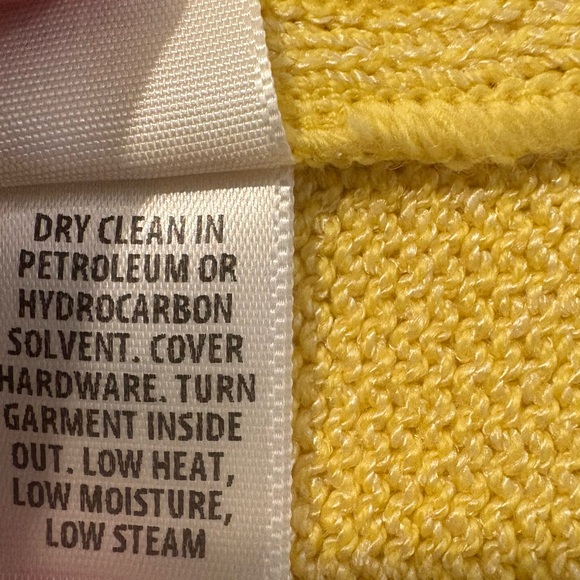 DRY CLEAN IN
PETROLEUM OR
HYDROCARBON
SOLVENT. COVER
HARDWARE. TURN
GARMENT INSIDE
OUT. LOW HEAT,
LOW MOISTURE,
LOW STEAM